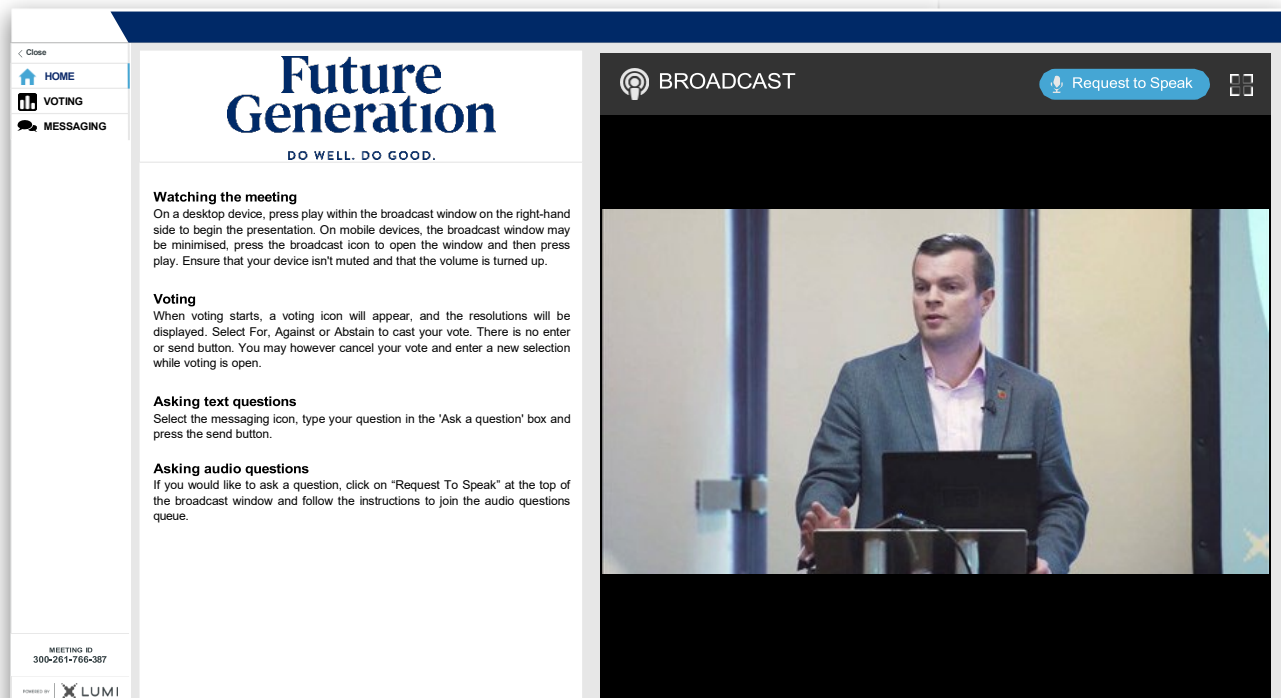 Close
HOME
VOTING
MESSAGING
Future
Generation
DO WELL. DO GOOD.
Watching the meeting
On a desktop device, press play within the broadcast window on the right-hand
side to begin the presentation. On mobile devices, the broadcast window may
be minimised, press the broadcast icon to open the window and then press
play. Ensure that your device isn't muted and that the volume is turned up.
Voting
When voting starts, a voting icon will appear, and the resolutions will be
displayed. Select For, Against or Abstain to cast your vote. There is no enter
or send button. You may however cancel your vote and enter a new selection
while voting is open.
Asking text questions
Select the messaging icon, type your question in the 'Ask a question' box and
press the send button.
Asking audio questions
If you would like to ask a question, click on “Request To Speak” at the top of
the broadcast window and follow the instructions to join the audio questions
queue.
BROADCAST
Request to Speak
MEETING ID
300-261-766-387
POWERED BY
LUMI